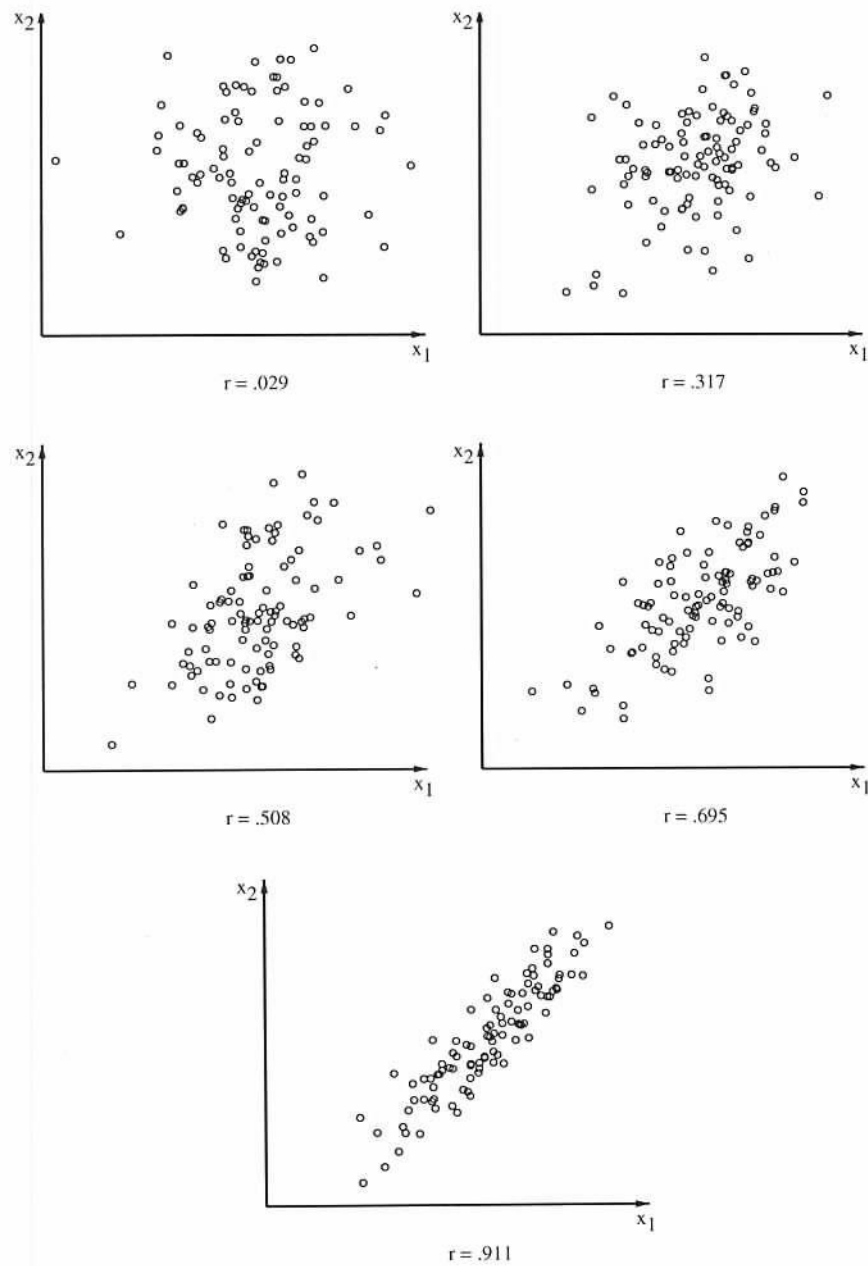 x2
x1
r = .029
x2
x1
r = .317
x2
x1
r = .508
x2
x1
r = .695
x2
x1
r = .911